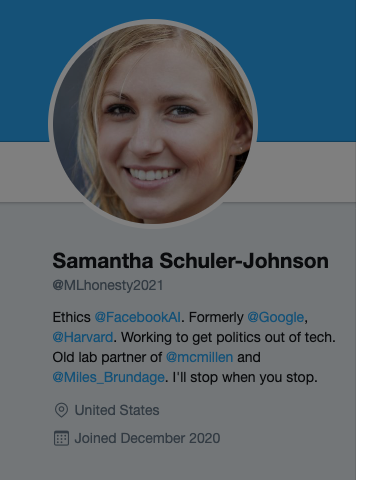 Samantha Schuler-Johnson
@MLhonesty2021
Ethics @FacebookAI. Formerly @Google,
@Harvard. Working to get politics out of tech.
Old lab partner of @mcmillen and
@Miles_Brundage. I'll stop when you stop.
United States
Joined December 2020